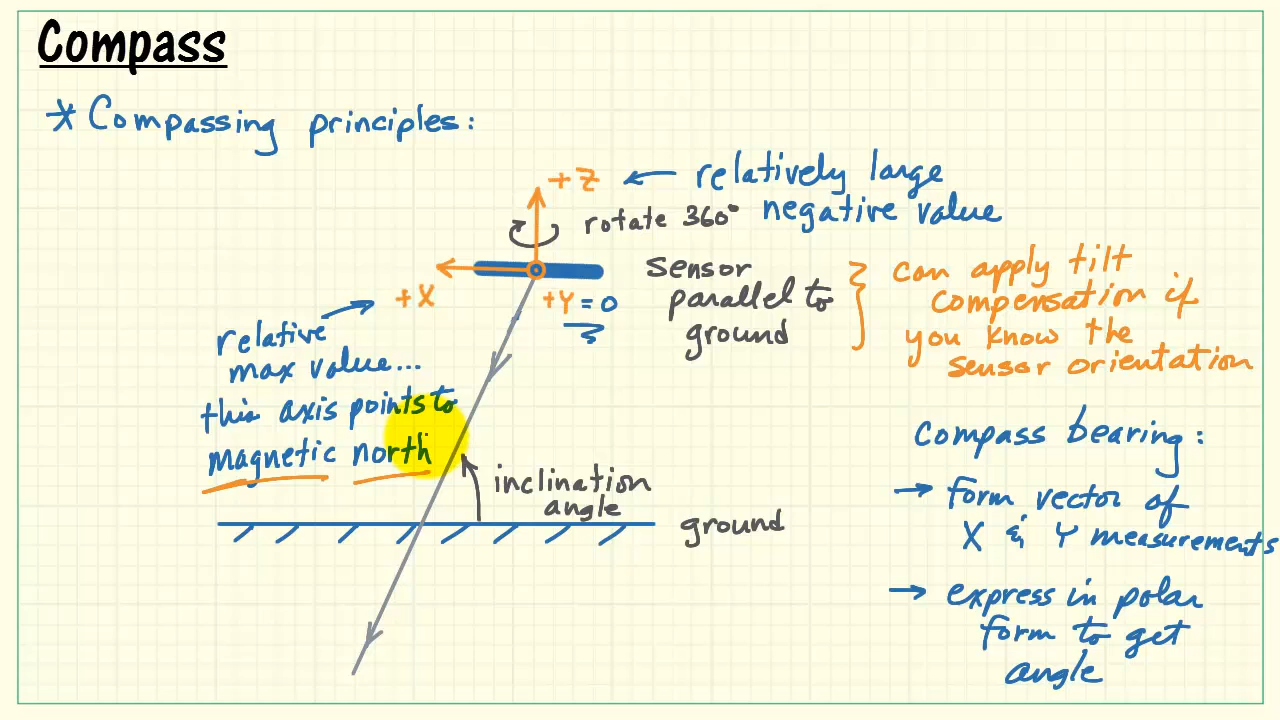 Compass
* Compassing principles:
+Z ← relatively large
negative value
rotate 360°
+X
+Y = 0
sensor
parallel to
ground
can apply tilt
compensation if
you know the
sensor orientation
relative
max value...
this axis points to
magnetic north
inclination
angle
ground
compass bearing:
→ form vector of
X & Y measurements
→ express in polar
form to get
angle